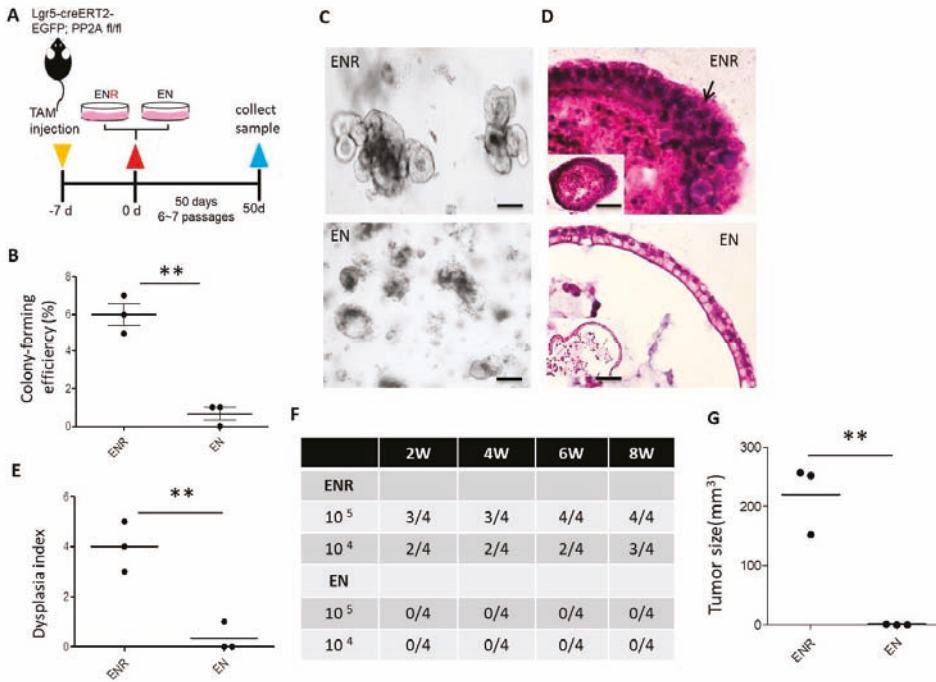 A
Lgr5-creERT2-
EGFP; PP2A fl/fl
ENR
EN
TAM
injection
collect
sample
-7 d
0 d
50 days
6~7 passages
50d
B
**
Colony-forming
efficiency (%)
8
6
4
2
0
ENR
EN
C
ENR
EN
D
ENR
EN
E
**
Dysplasia index
6
4
2
0
ENR
EN
F
2W 4W 6W 8W
ENR
10 5 3/4 3/4 4/4 4/4
10 4 2/4 2/4 2/4 3/4
EN
10 5 0/4 0/4 0/4 0/4
10 4 0/4 0/4 0/4 0/4
G
**
Tumor size(mm3)
300
200
100
0
ENR
EN